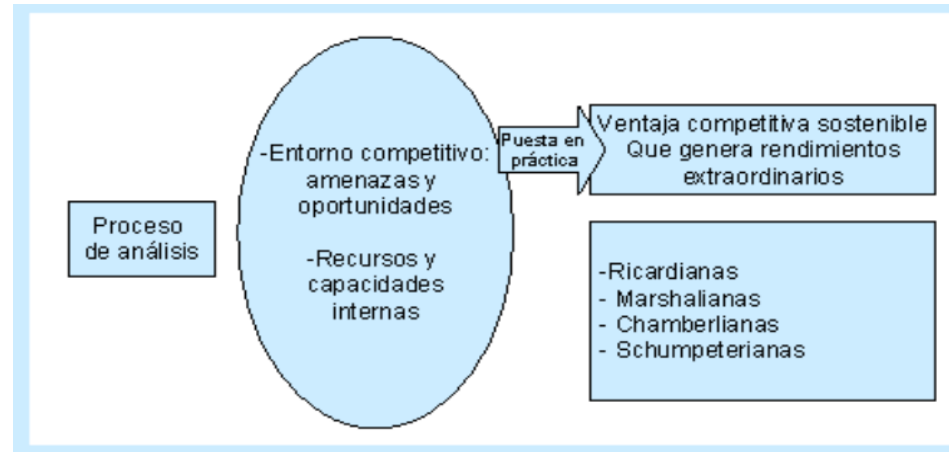 Proceso
de análisis
-Entorno competitivo:
amenazas y
oportunidades
-Recursos y
capacidades
internas
Puesta en
práctica
Ventaja competitiva sostenible
Que genera rendimientos
extraordinarios
-Ricardianas
- Marshalianas
- Chamberlianas
- Schumpeterianas